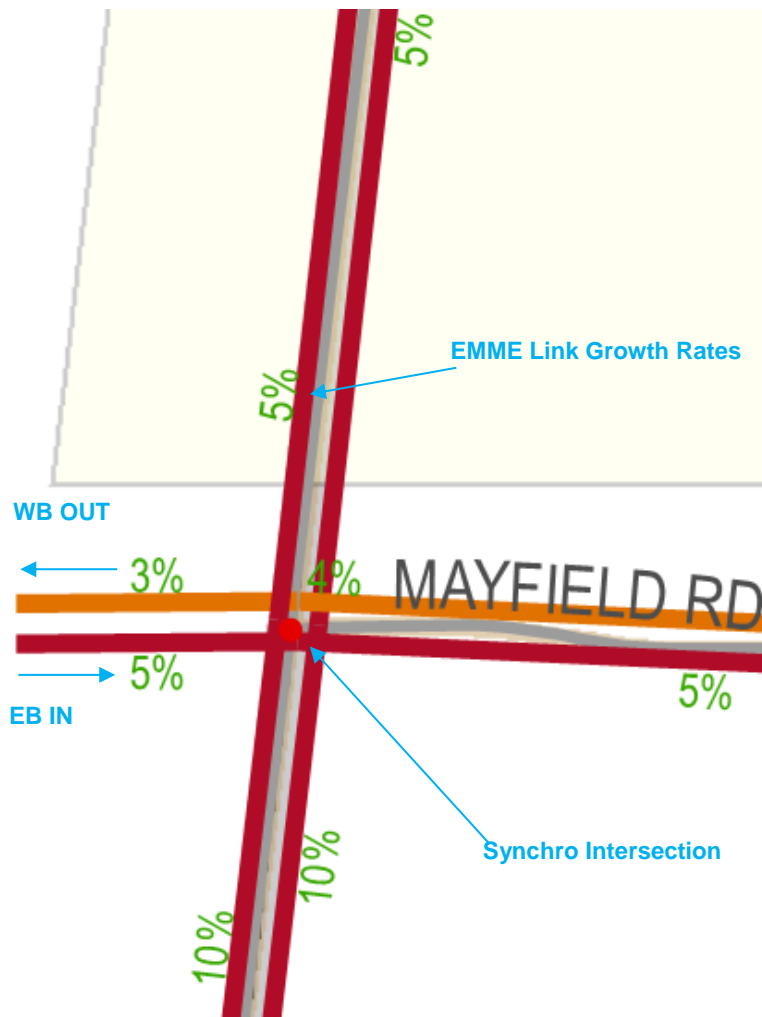 5%
EMME Link Growth Rates
5%
WB OUT
3%
4%
MAYFIELD RD
5%
5%
EB IN
Synchro Intersection
10%
10%